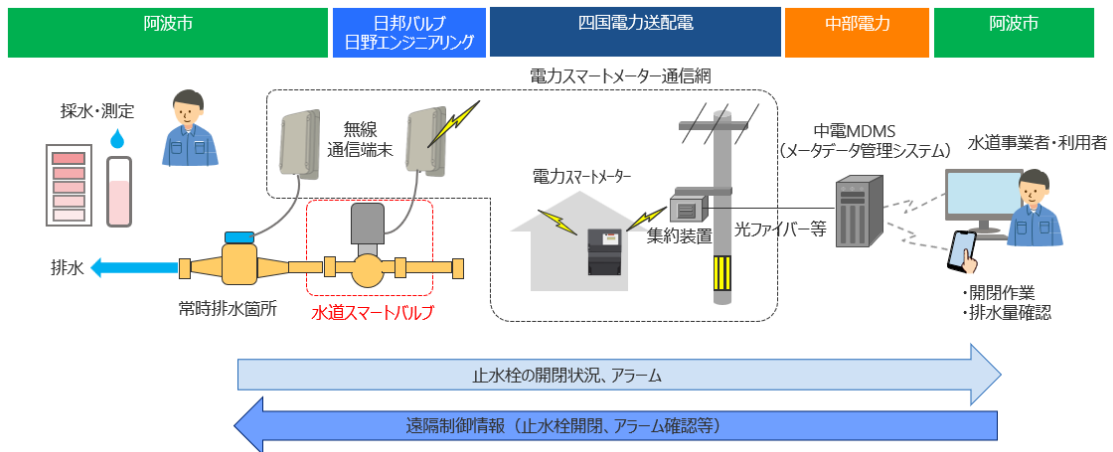 阿波市
日邦バルブ
日野エンジニアリング
四国電力送配電
中部電力
阿波市
電力スマートメーター通信網
採水・測定
無線
通信端末
中電MDMS
（メータデータ管理システム）
水道事業者・利用者
電力スマートメーター
集約装置
光ファイバー等
排水
常時排水箇所
水道スマートバルブ
・開閉作業
・排水量確認
止水栓の開閉状況、アラーム
遠隔制御情報（止水栓開閉、アラーム確認等）